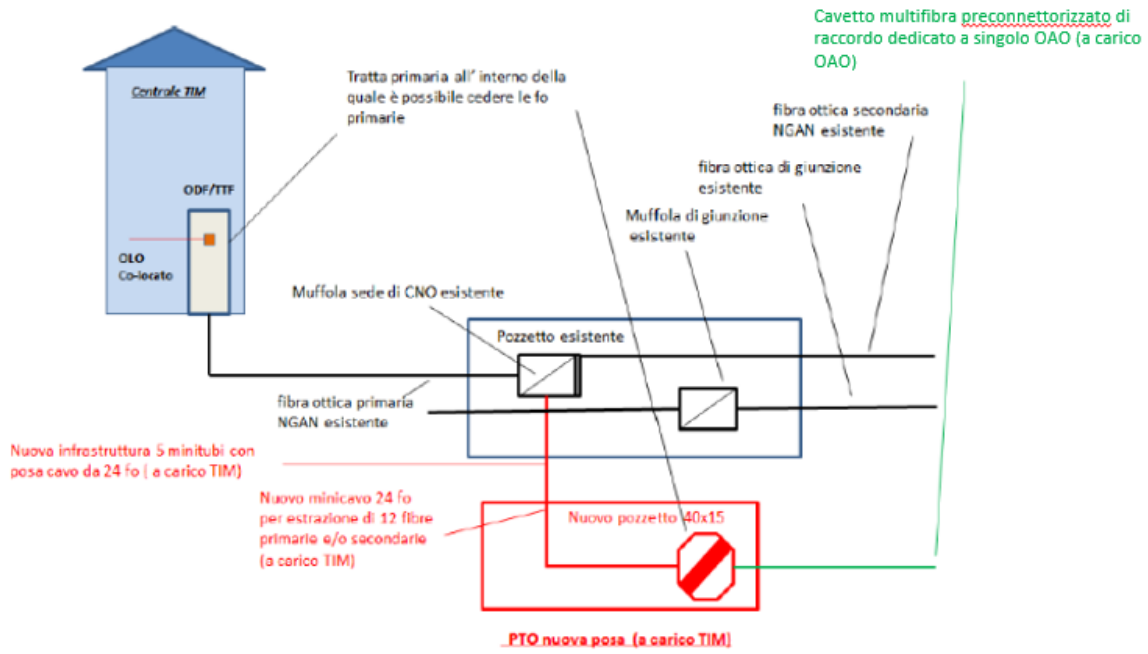 Cavetto multifibra preconnettorizzato di
raccordo dedicato a singolo OAO (a carico
OAO)
Centrale TIM
Tratta primaria all' interno della
quale è possibile cedere le fo
primarie
fibra ottica secondaria
NGAN esistente
fibra ottica di giunzione
esistente
Muffola di giunzione
esistente
ODF/TTF
OLO
Co-locato
Muffola sede di CNO esistente
Pozzetto esistente
fibra ottica primaria
NGAN esistente
Nuova infrastruttura 5 minitubi con
posa cavo da 24 fo ( a carico TIM)
Nuovo minicavo 24 fo
per estrazione di 12 fibre
primarie e/o secondarie
(a carico TIM)
Nuovo pozzetto 40x15
PTO nuova posa (a carico TIM)